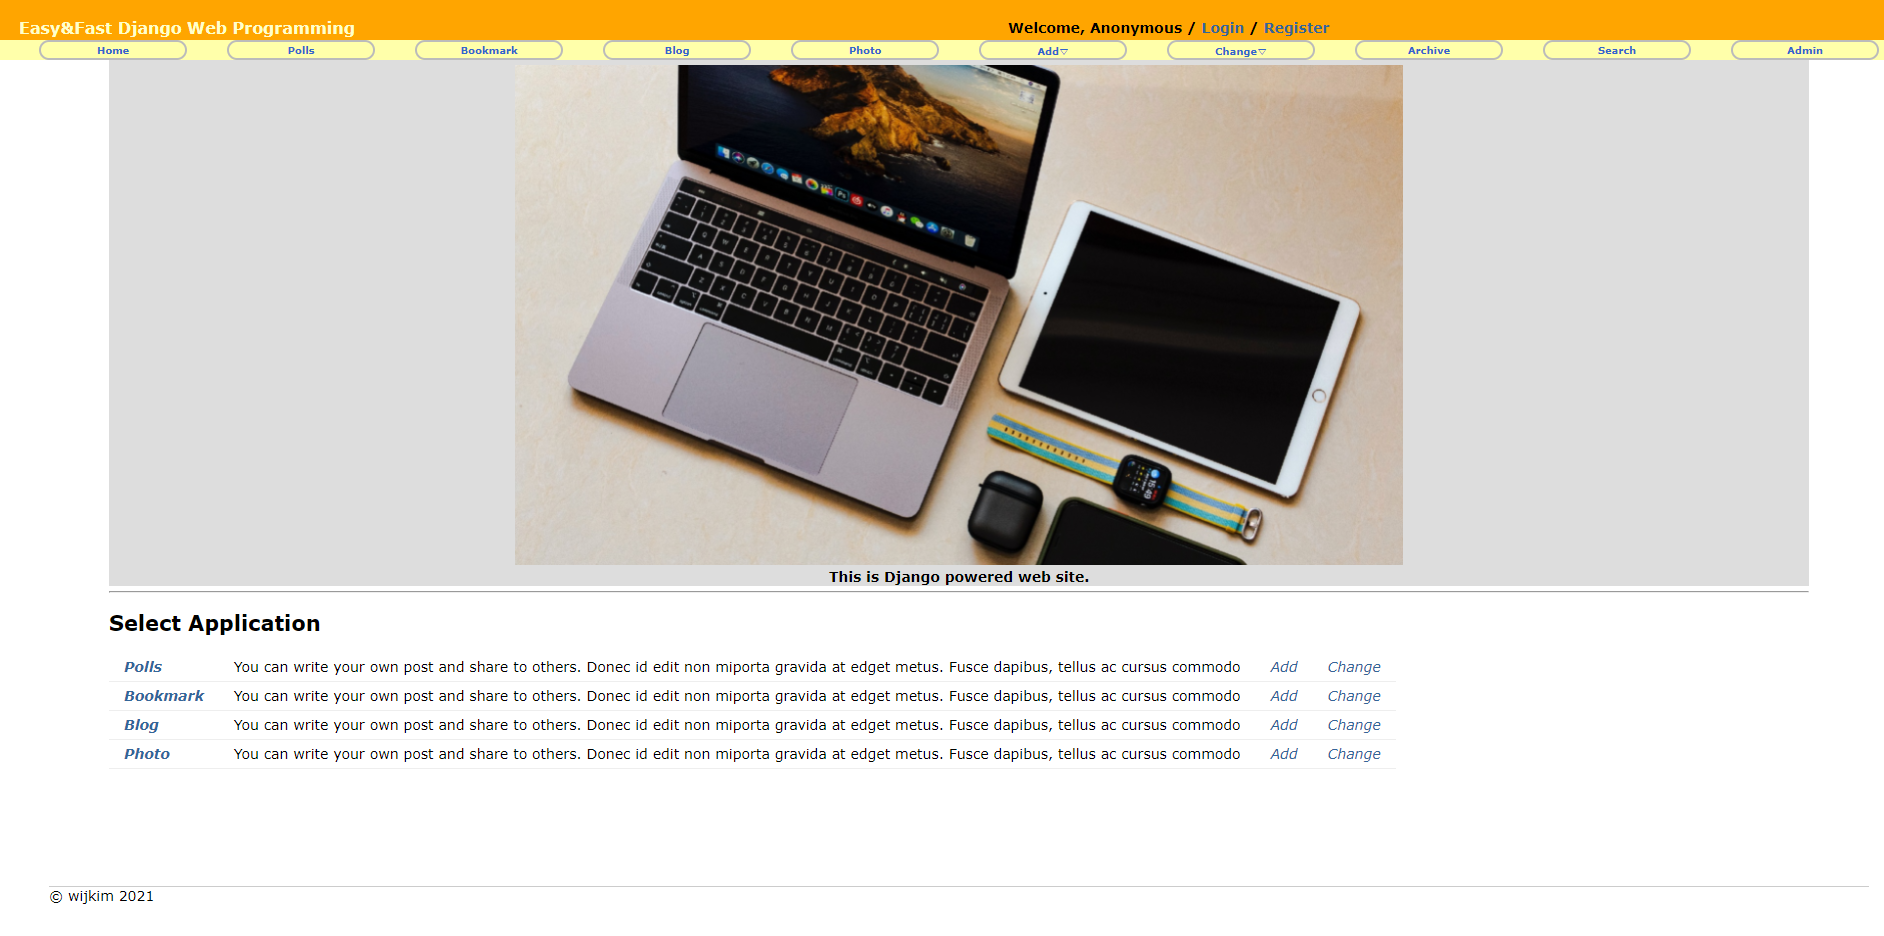 Easy&Fast Django Web Programming
Welcome, Anonymous / Login / Register
Home Polls Bookmark Blog Photo Add▽ Change▽ Archive Search Admin
This is Django powered web site.
Select Application
Polls You can write your own post and share to others. Donec id edit non miporta gravida at edget metus. Fusce dapibus, tellus ac cursus commodo Add Change
Bookmark You can write your own post and share to others. Donec id edit non miporta gravida at edget metus. Fusce dapibus, tellus ac cursus commodo Add Change
Blog You can write your own post and share to others. Donec id edit non miporta gravida at edget metus. Fusce dapibus, tellus ac cursus commodo Add Change
Photo You can write your own post and share to others. Donec id edit non miporta gravida at edget metus. Fusce dapibus, tellus ac cursus commodo Add Change
© wijkim 2021